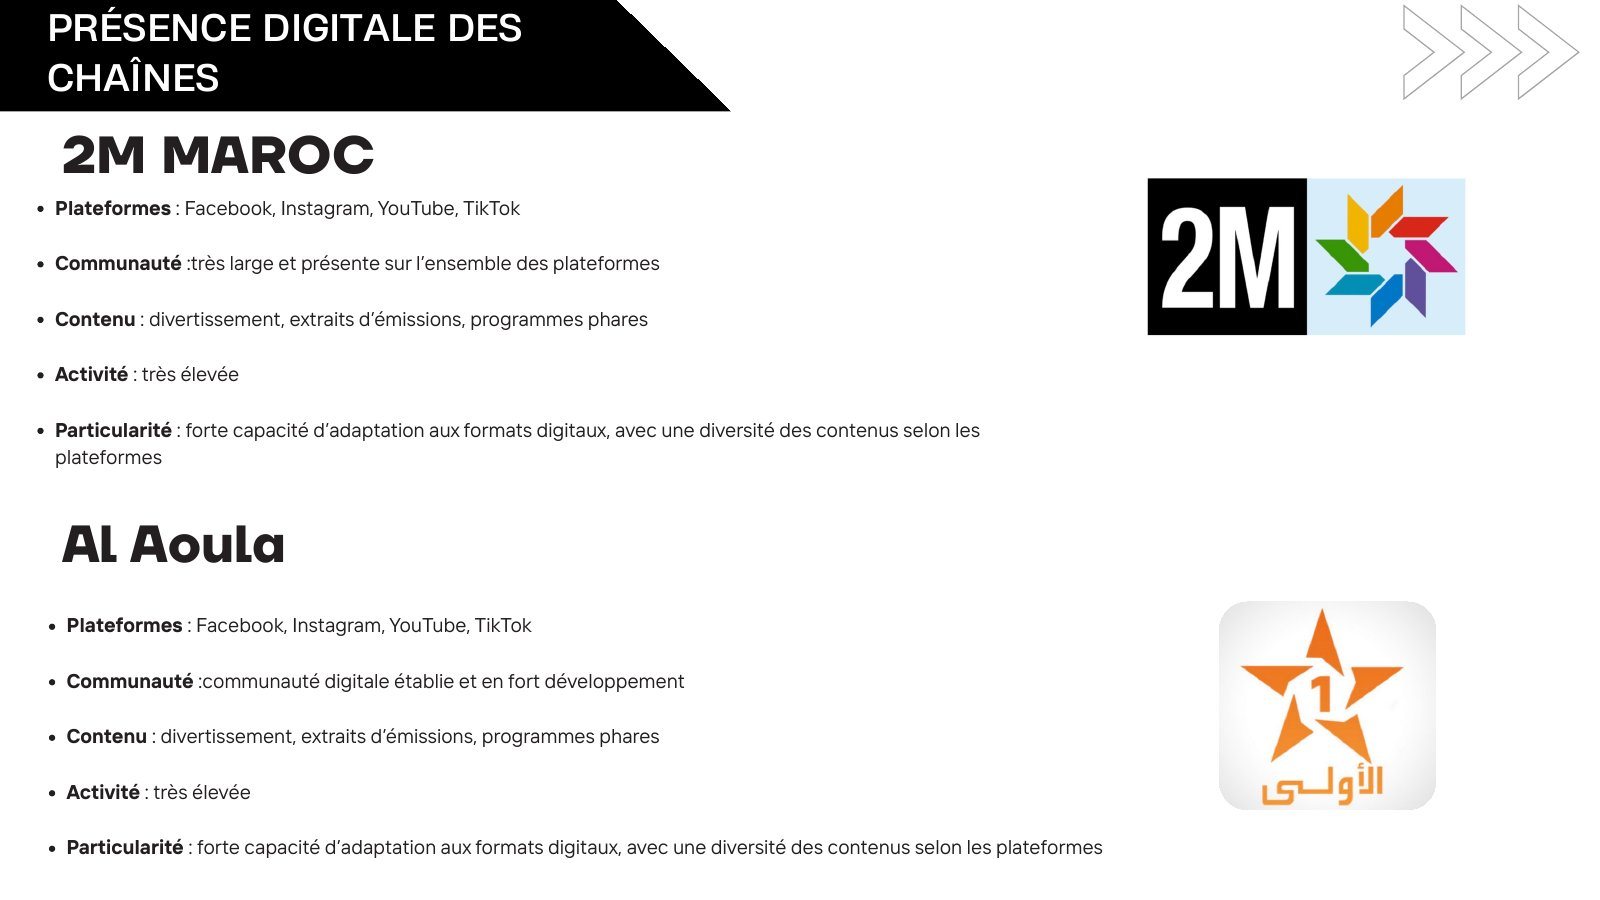 PRÉSENCE DIGITALE DES
CHAÎNES
2M MAROC
• Plateformes : Facebook, Instagram, YouTube, TikTok
• Communauté :très large et présente sur l’ensemble des plateformes
• Contenu : divertissement, extraits d’émissions, programmes phares
• Activité : très élevée
• Particularité : forte capacité d’adaptation aux formats digitaux, avec une diversité des contenus selon les
plateformes
2M
Al Aoula
• Plateformes : Facebook, Instagram, YouTube, TikTok
• Communauté :communauté digitale établie et en fort développement
• Contenu : divertissement, extraits d’émissions, programmes phares
• Activité : très élevée
• Particularité : forte capacité d’adaptation aux formats digitaux, avec une diversité des contenus selon les plateformes
1
الأولـى